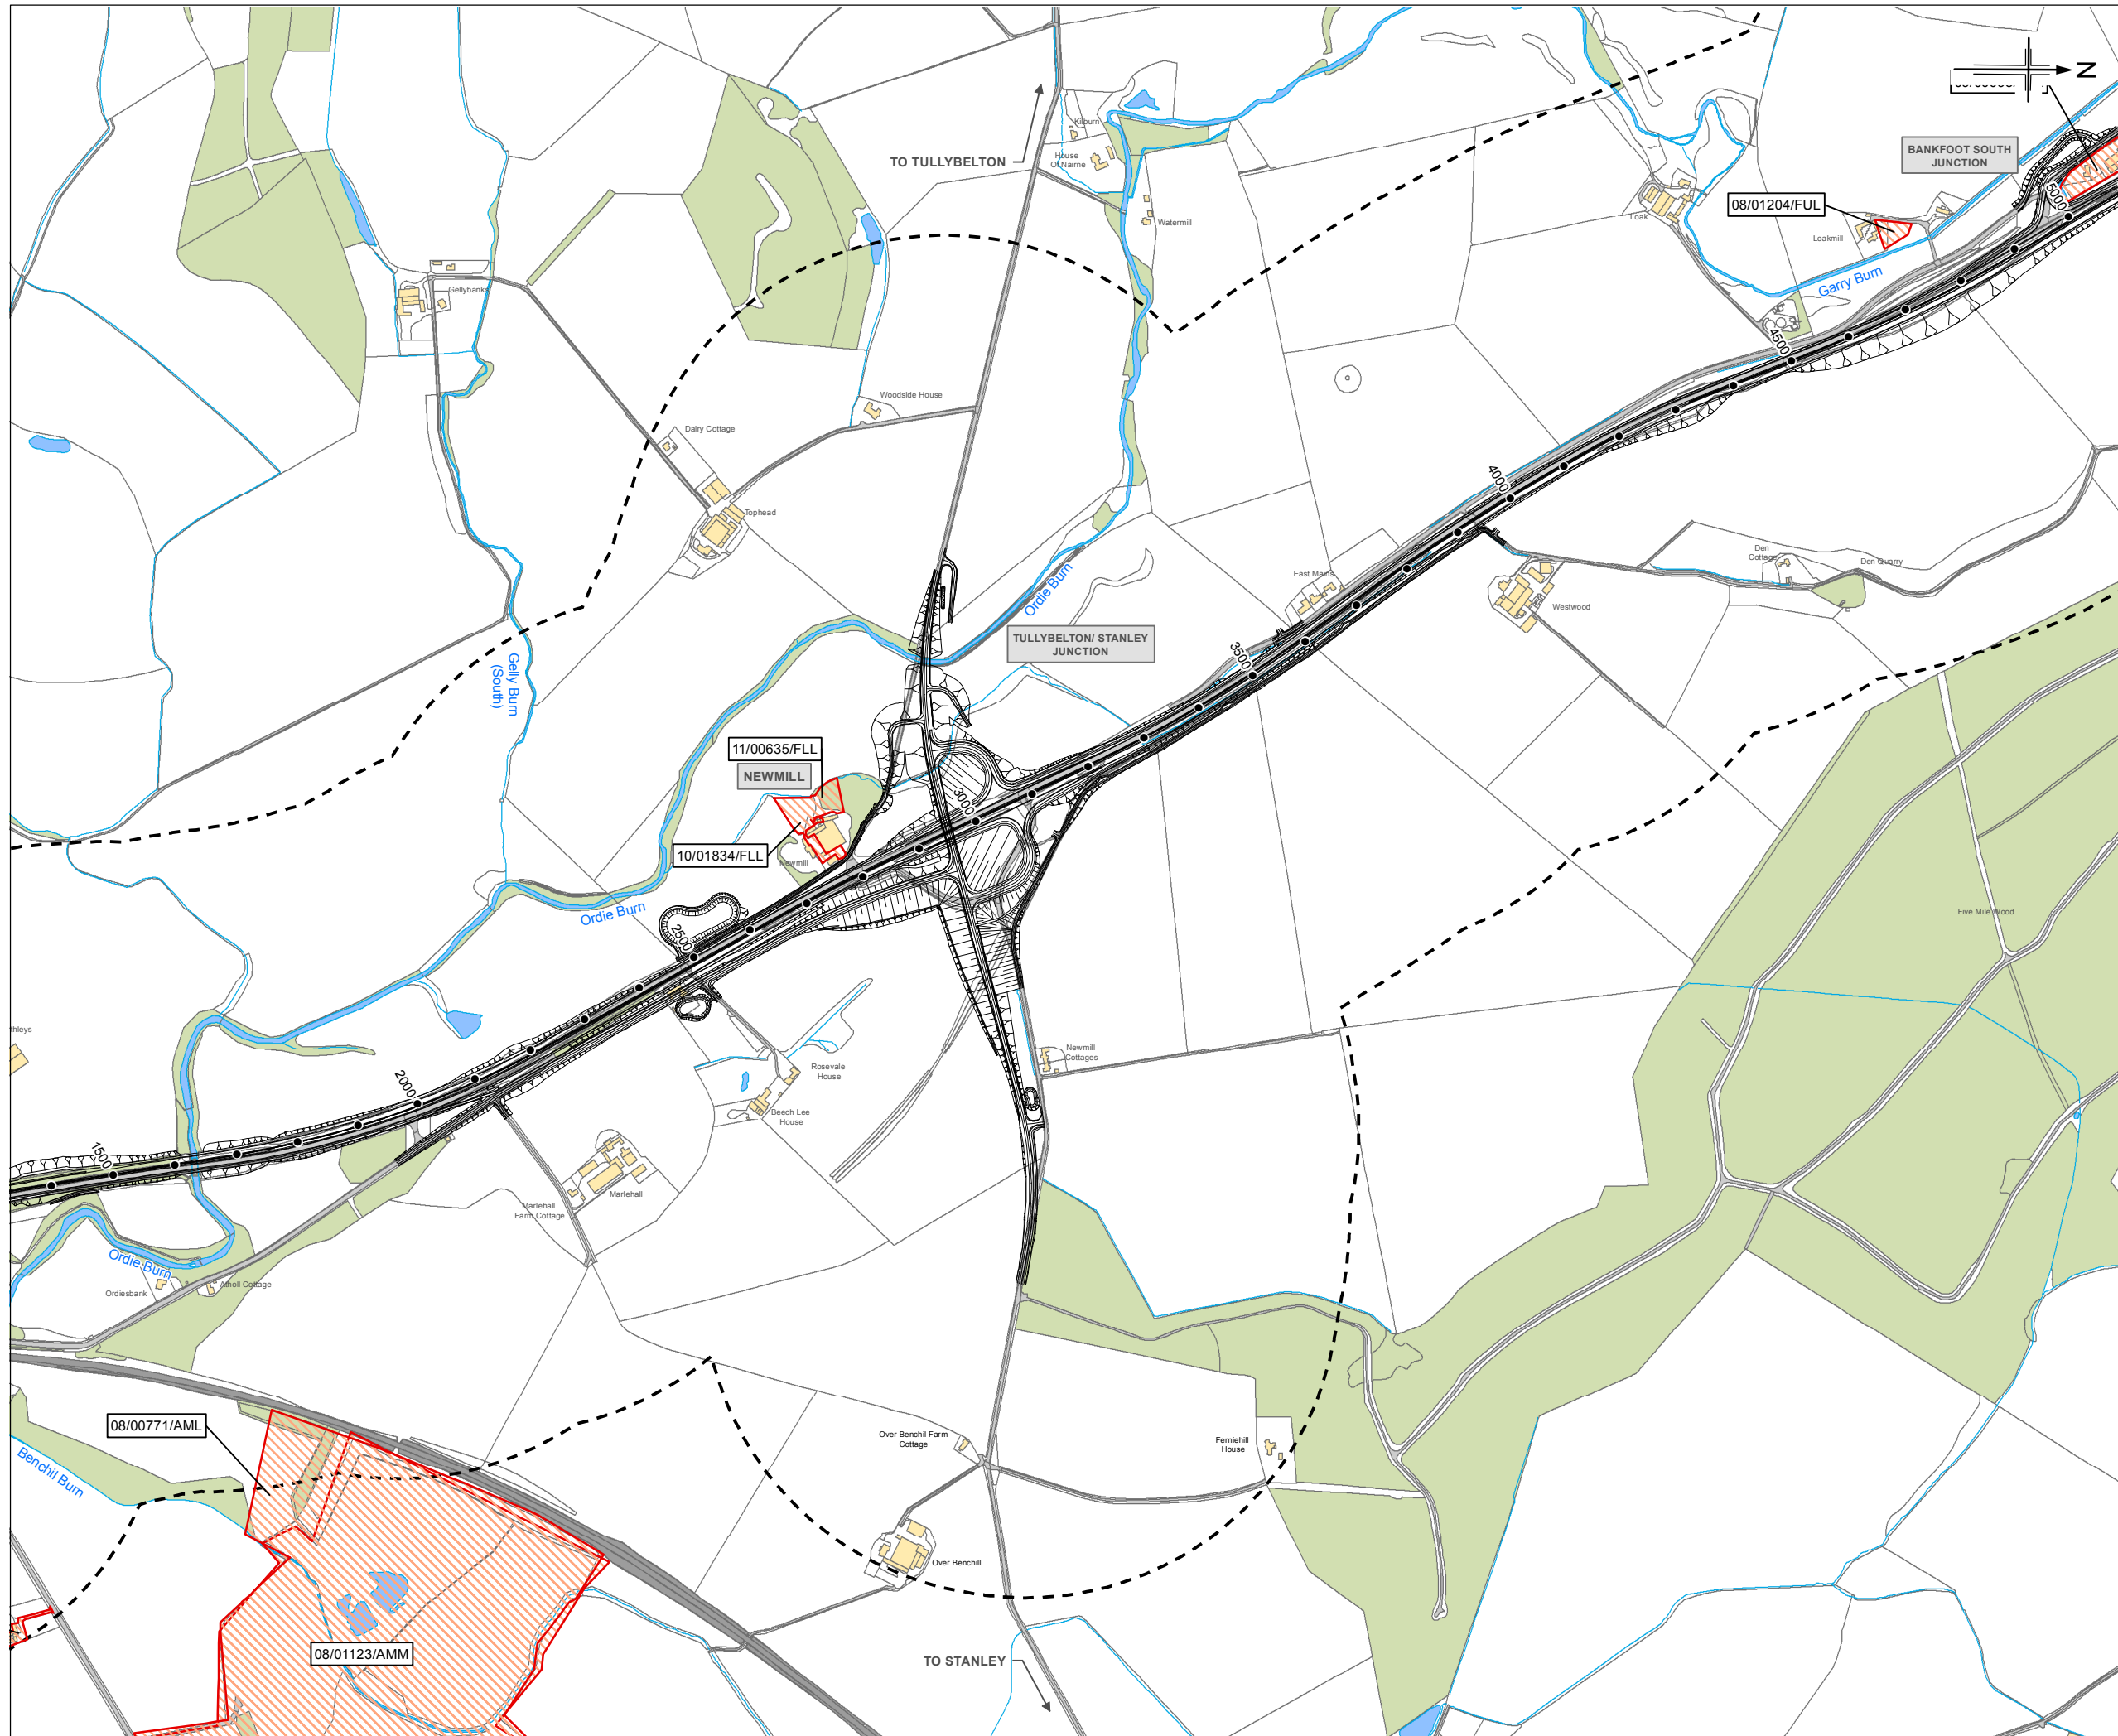 N
BANKFOOT SOUTH
JUNCTION
TO TULLYBELTON
Kilburn
House
Of Nairne
Watermill
Loak
08/01204/FUL
Loakmill
5000
Garry Burn
4500
Gellybanks
Woodside House
Dairy Cottage
Tophead
4000
Den
Cottage
Den Quarry
East Mains
Westwood
Ordie Burn
TULLYBELTON/ STANLEY
JUNCTION
3500
Gelly Burn
(South)
11/00635/FLL
NEWMILL
3000
10/01834/FLL
Newmill
Ordie Burn
2500
Five Mile Wood
thleys
Newmill
Cottages
Rosevale
House
2000
Beech Lee
House
1500
Marlehall
Marlehall
Farm Cottage
Ordie Burn
Ordiesbank
Atholl Cottage
08/00771/AML
Benchil Burn
Over Benchil Farm
Cottage
Ferniehill
House
Over Benchill
08/01123/AMM
TO STANLEY